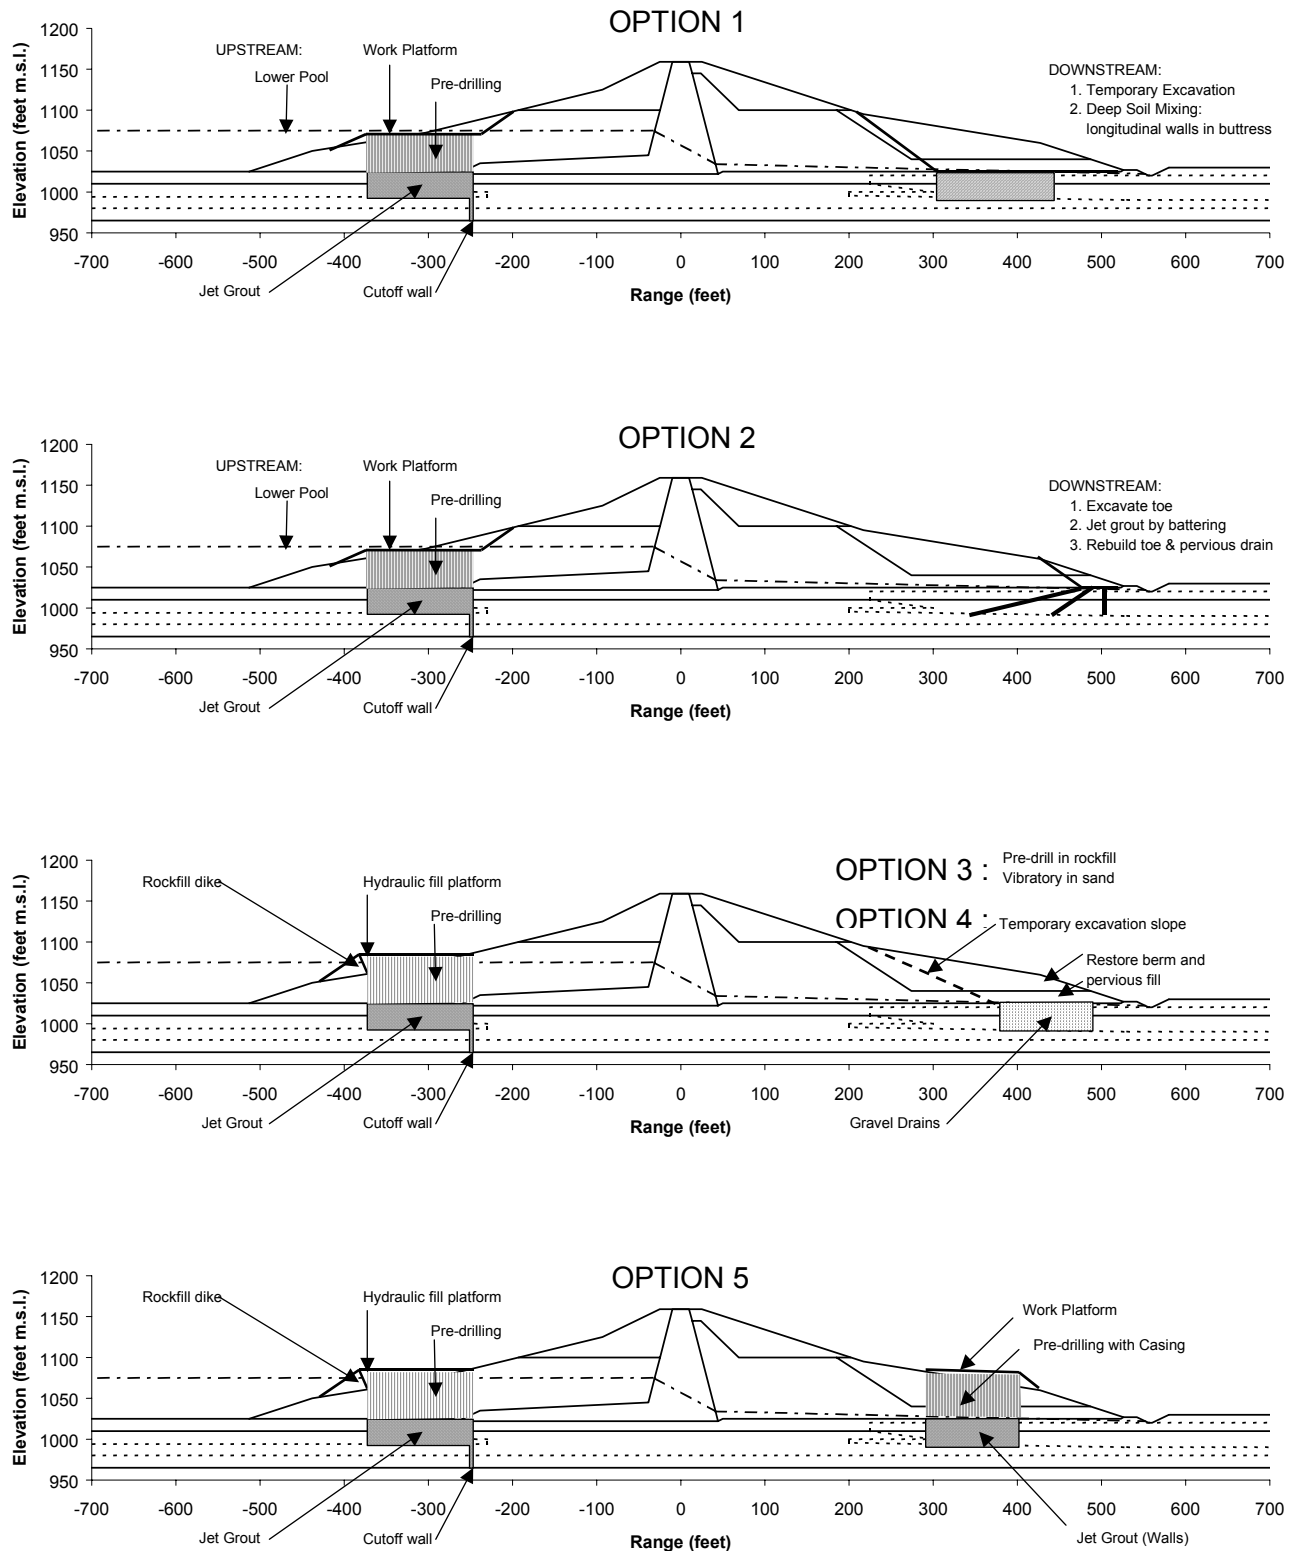 OPTION 1
UPSTREAM:
Work Platform
Lower Pool
Pre-drilling
DOWNSTREAM:
1. Temporary Excavation
2. Deep Soil Mixing:
longitudinal walls in buttress
Elevation (feet m.s.l.)
1200
1150
1100
1050
1000
950
-700 -600 -500 -400 -300 -200 -100 0 100 200 300 400 500 600 700
Jet Grout
Cutoff wall
Range (feet)
OPTION 2
UPSTREAM:
Work Platform
Lower Pool
Pre-drilling
DOWNSTREAM:
1. Excavate toe
2. Jet grout by battering
3. Rebuild toe & pervious drain
Elevation (feet m.s.l.)
1200
1150
1100
1050
1000
950
-700 -600 -500 -400 -300 -200 -100 0 100 200 300 400 500 600 700
Jet Grout
Cutoff wall
Range (feet)
OPTION 3 :
Pre-drill in rockfill
Vibratory in sand
OPTION 4 :
Temporary excavation slope
Restore berm and
pervious fill
Rockfill dike
Hydraulic fill platform
Pre-drilling
Elevation (feet m.s.l.)
1200
1150
1100
1050
1000
950
-700 -600 -500 -400 -300 -200 -100 0 100 200 300 400 500 600 700
Jet Grout
Cutoff wall
Range (feet)
Gravel Drains
OPTION 5
Rockfill dike
Hydraulic fill platform
Pre-drilling
Work Platform
Pre-drilling with Casing
Elevation (feet m.s.l.)
1200
1150
1100
1050
1000
950
-700 -600 -500 -400 -300 -200 -100 0 100 200 300 400 500 600 700
Jet Grout
Cutoff wall
Range (feet)
Jet Grout (Walls)